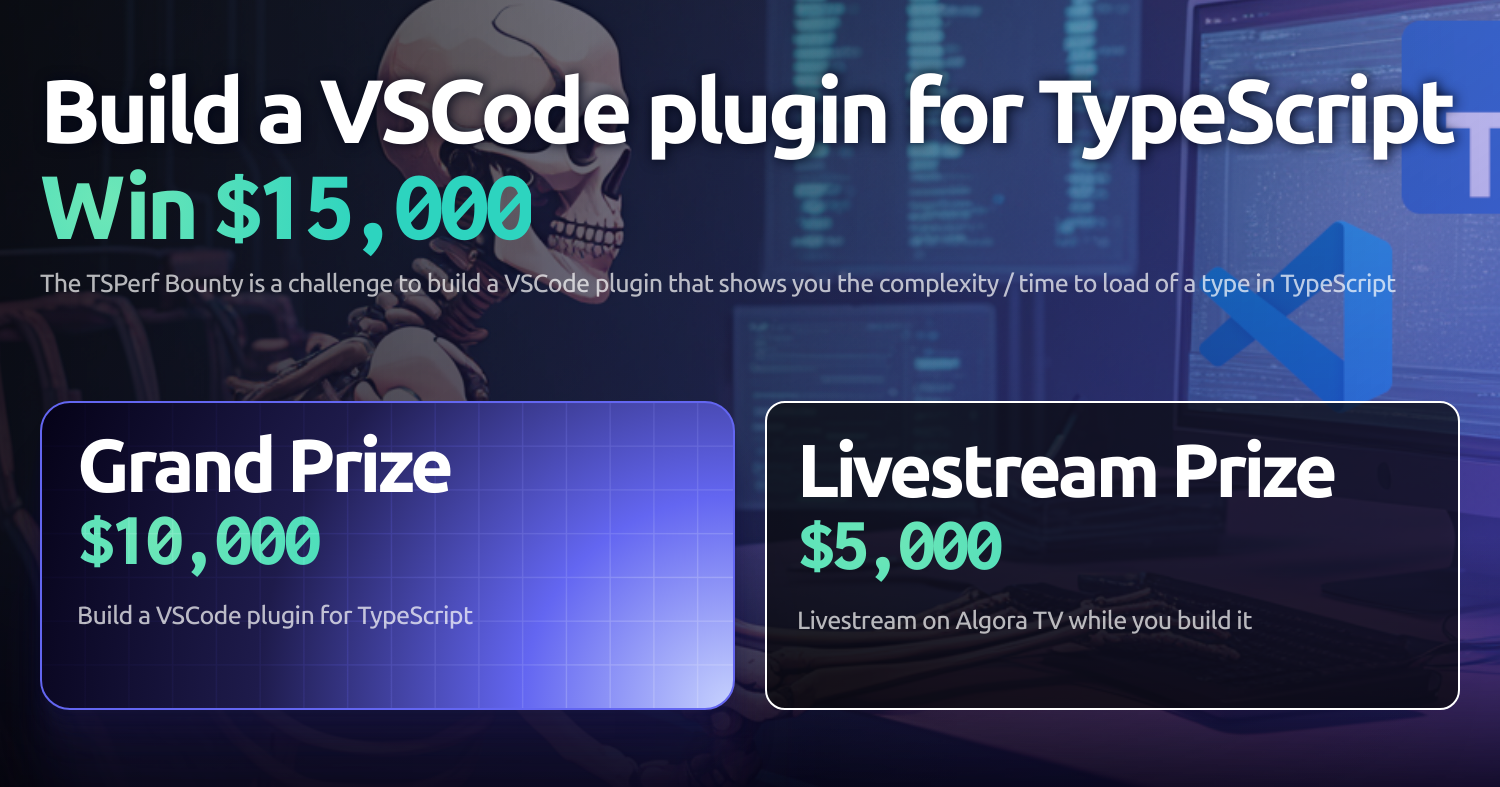 Build a VSCode plugin for TypeScript
Win $15,000
The TSPerf Bounty is a challenge to build a VSCode plugin that shows you the complexity / time to load of a type in TypeScript
T
Grand Prize
$10,000
Build a VSCode plugin for TypeScript
Livestream Prize
$5,000
Livestream on Algora TV while you build it